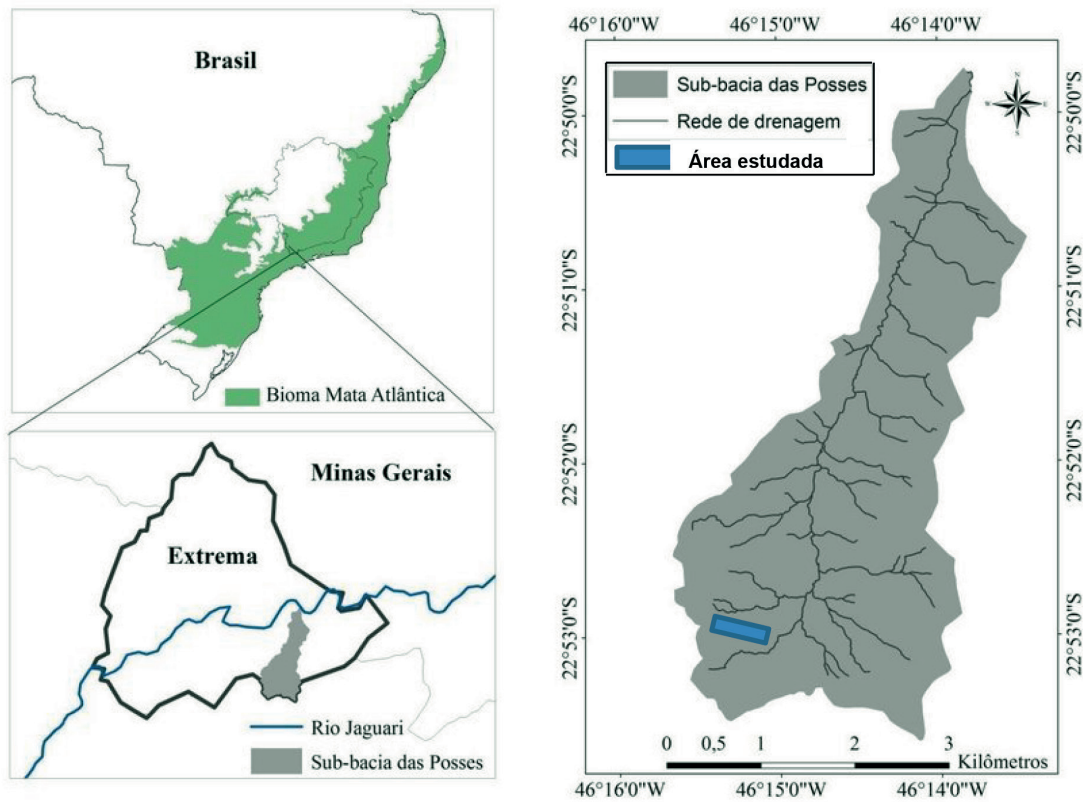 Brasil
Bioma Mata Atlântica
Minas Gerais
Extrema
Rio Jaguari
Sub-bacia das Posses
46°16'0"W 46°15'0"W 46°14'0"W
Sub-bacia das Posses
Rede de drenagem
Área estudada
N
W E
S
22°50'0"S 22°50'0"S
22°51'0"S 22°51'0"S
22°52'0"S 22°52'0"S
22°53'0"S 22°53'0"S
0 0,5 1 2 3
Kilômetros
46°16'0"W 46°15'0"W 46°14'0"W